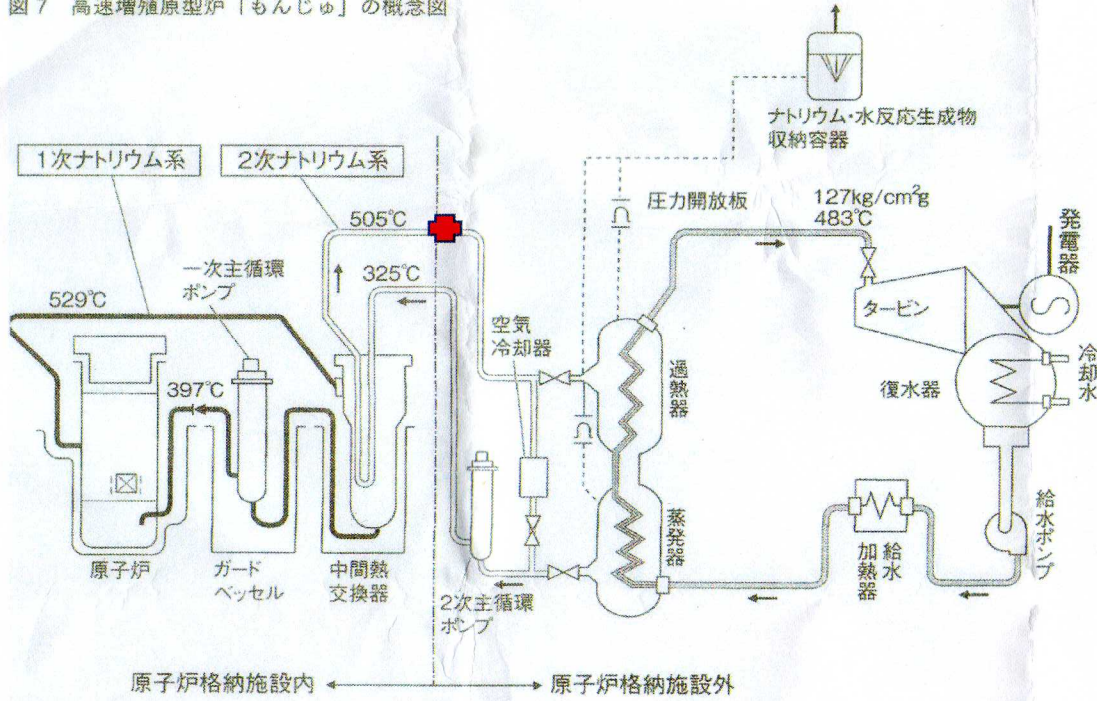 図7 高速増殖原型炉「もんじゅ」の概念図
ナトリウム・水反応生成物
収納容器
1次ナトリウム系
2次ナトリウム系
505℃
圧力開放板
127kg/cm²g
483℃
発電器
一次主循環
ポンプ
325℃
529℃
空気
冷却器
タービン
冷却水
過熱器
復水器
397℃
蒸発器
給水ポンプ
給水
加熱器
原子炉
ガード
ベッセル
中間熱
交換器
2次主循環
ポンプ
原子炉格納施設内
原子炉格納施設外